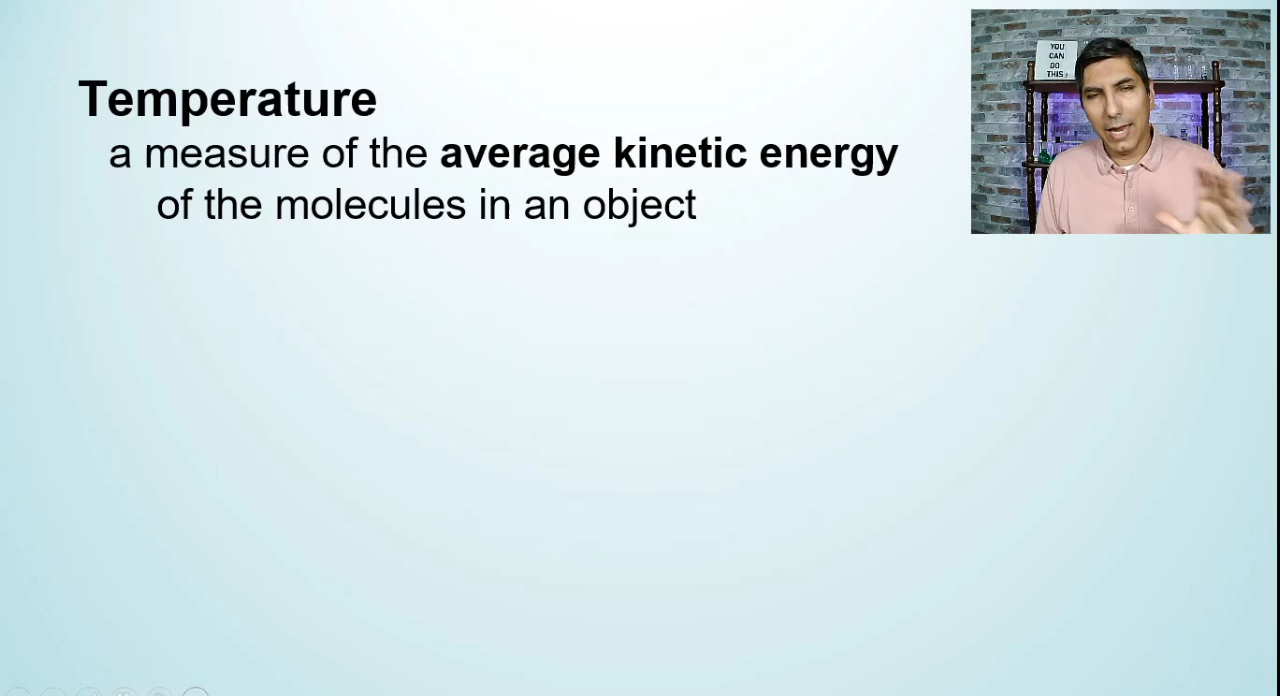 Temperature
a measure of the average kinetic energy
of the molecules in an object
YOU
CAN
DO
THIS